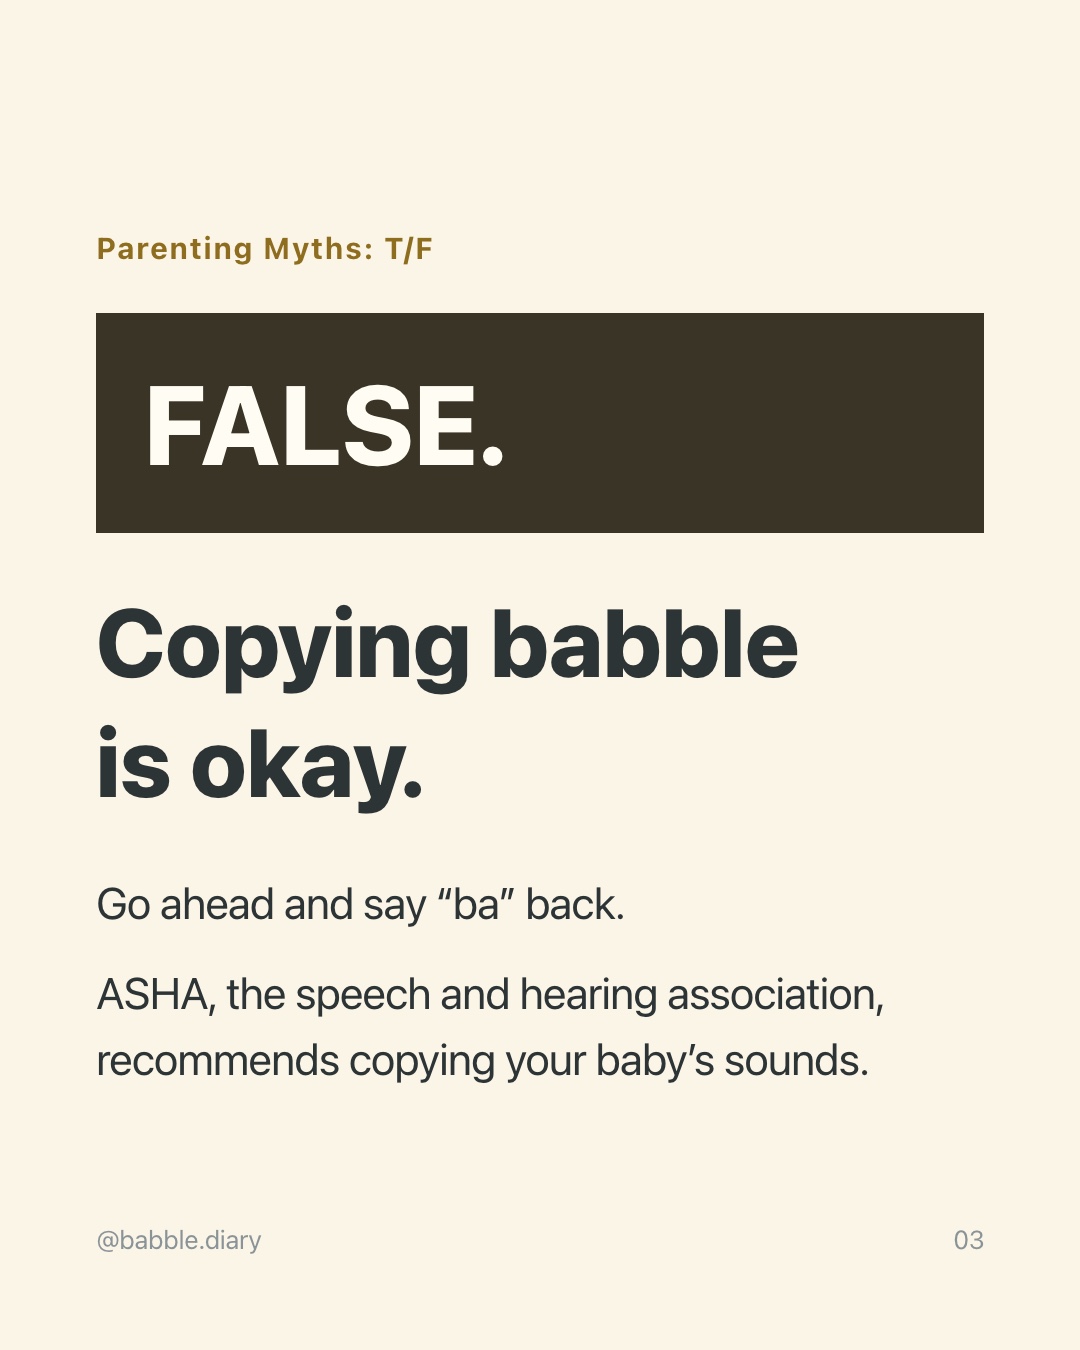 Parenting Myths: T/F
FALSE.
Copying babble
is okay.
Go ahead and say “ba” back.
ASHA, the speech and hearing association,
recommends copying your baby’s sounds.
@babble.diary
03